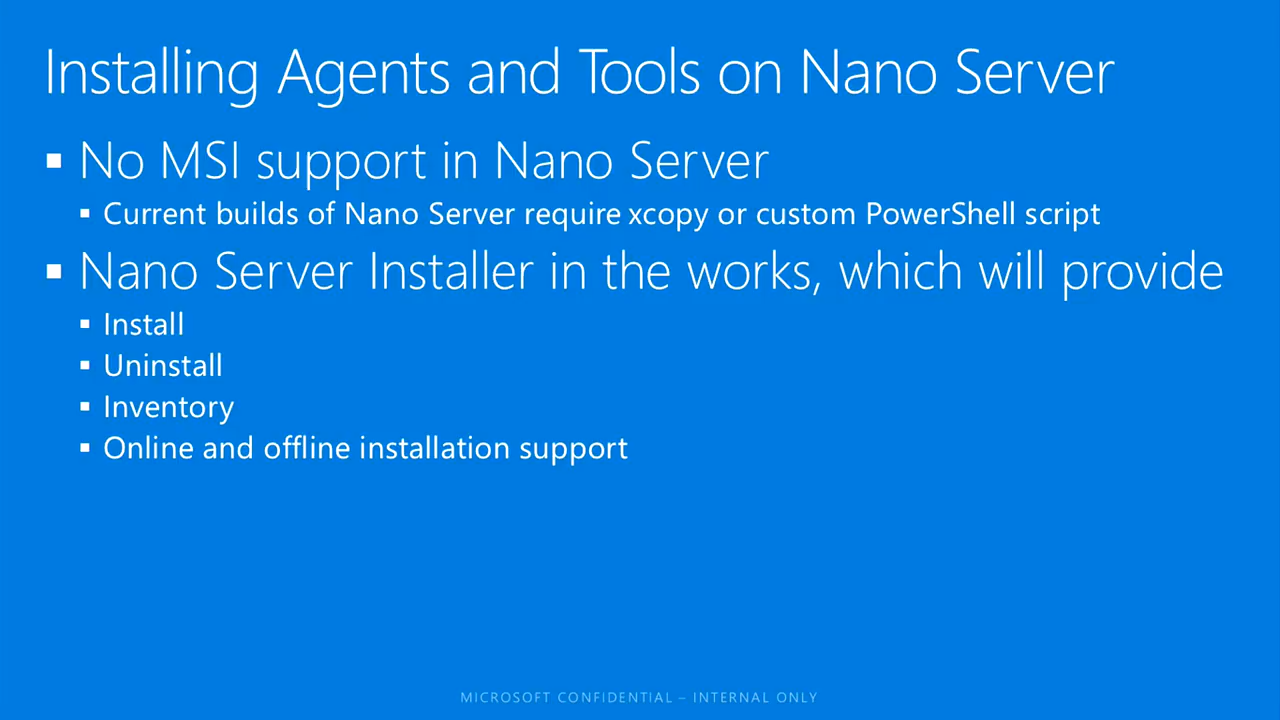 Installing Agents and Tools on Nano Server
▪ No MSI support in Nano Server
▪ Current builds of Nano Server require xcopy or custom PowerShell script
▪ Nano Server Installer in the works, which will provide
▪ Install
▪ Uninstall
▪ Inventory
▪ Online and offline installation support
MICROSOFT CONFIDENTIAL – INTERNAL ONLY